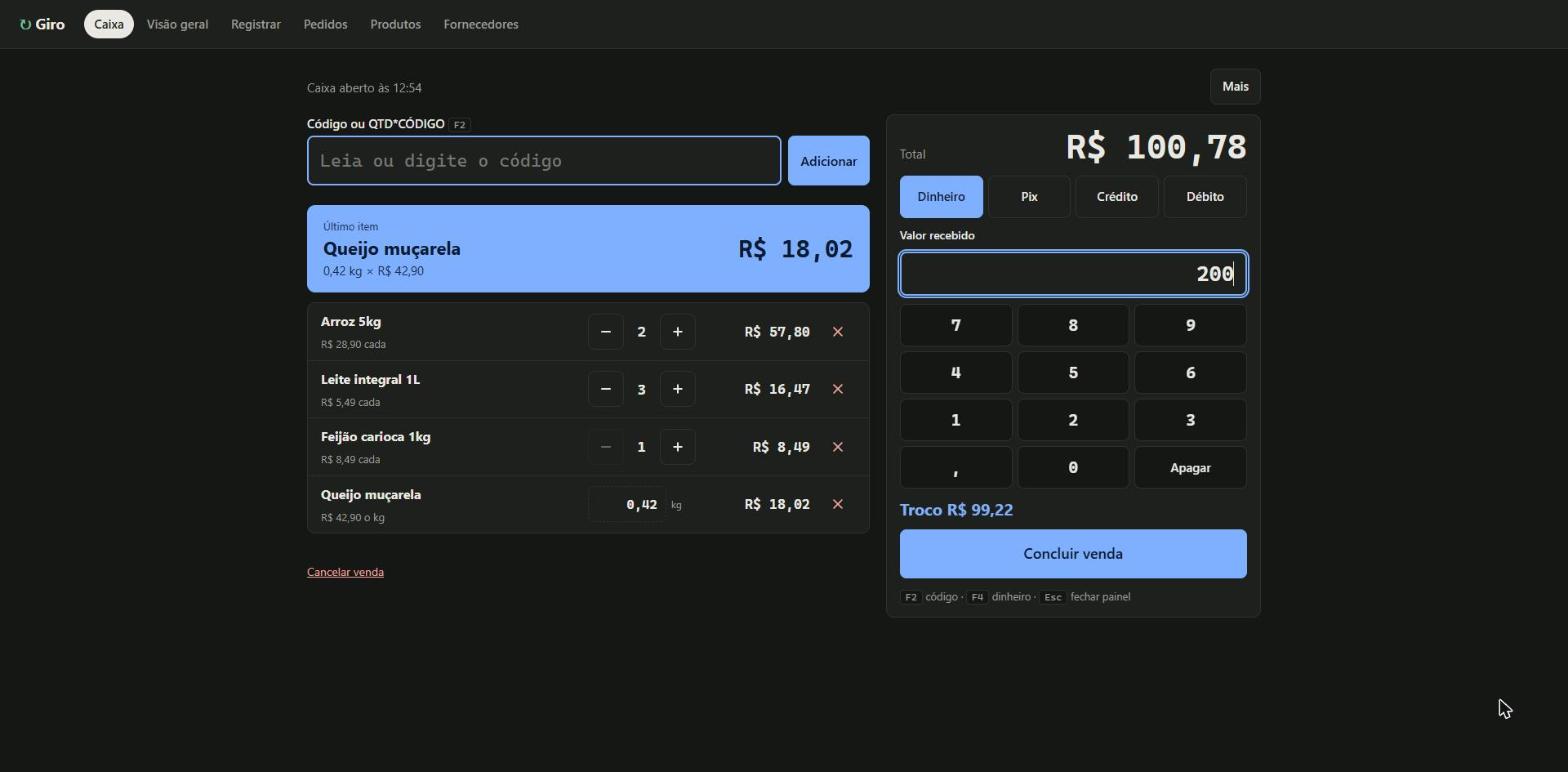 ↻ Giro Caixa Visão geral Registrar Pedidos Produtos Fornecedores
Caixa aberto às 12:54
Mais
Código ou QTD*CÓDIGO F2
Leia ou digite o código
Adicionar
Último item
Queijo muçarela
0,42 kg × R$ 42,90
R$ 18,02
Arroz 5kg
R$ 28,90 cada
− 2 +
R$ 57,80 ×
Leite integral 1L
R$ 5,49 cada
− 3 +
R$ 16,47 ×
Feijão carioca 1kg
R$ 8,49 cada
− 1 +
R$ 8,49 ×
Queijo muçarela
R$ 42,90 o kg
0,42 kg
R$ 18,02 ×
Cancelar venda
Total
R$ 100,78
Dinheiro Pix Crédito Débito
Valor recebido
200
7 8 9
4 5 6
1 2 3
, 0 Apagar
Troco R$ 99,22
Concluir venda
F2 código · F4 dinheiro · Esc fechar painel